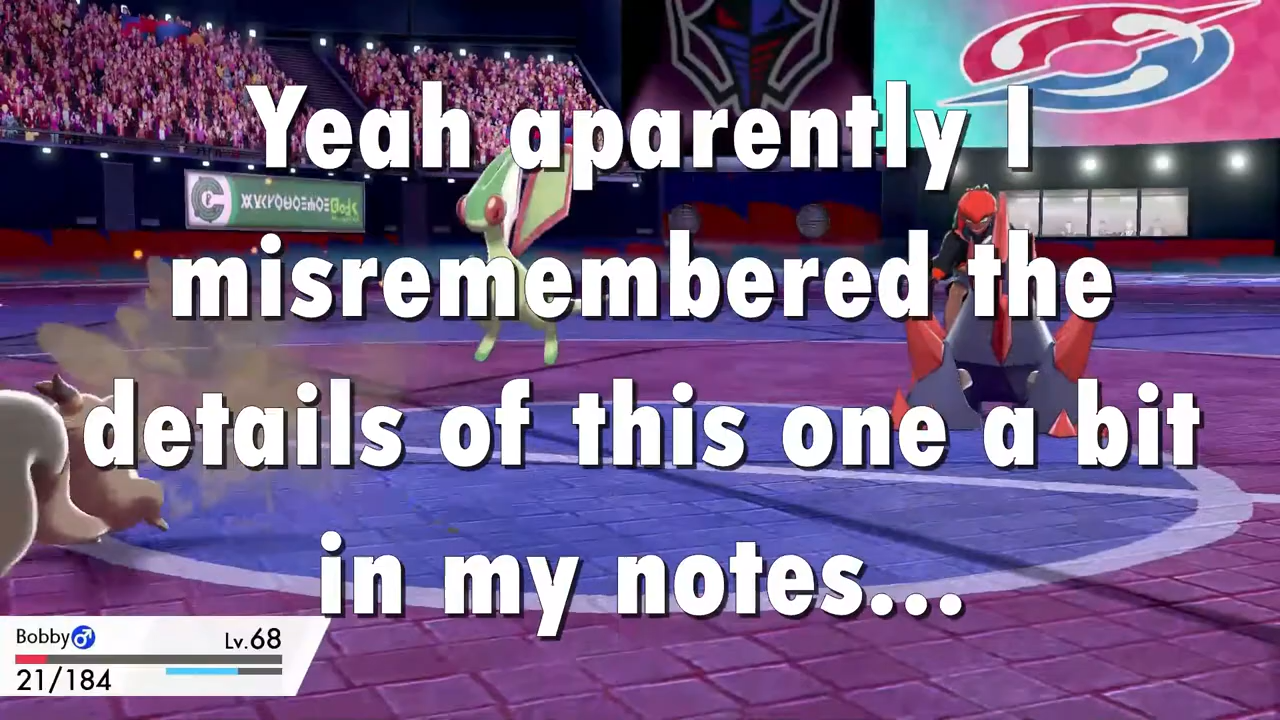 Yeah aparently I
misremembered the
details of this one a bit
in my notes...
Bobby♂ Lv.68
21/184